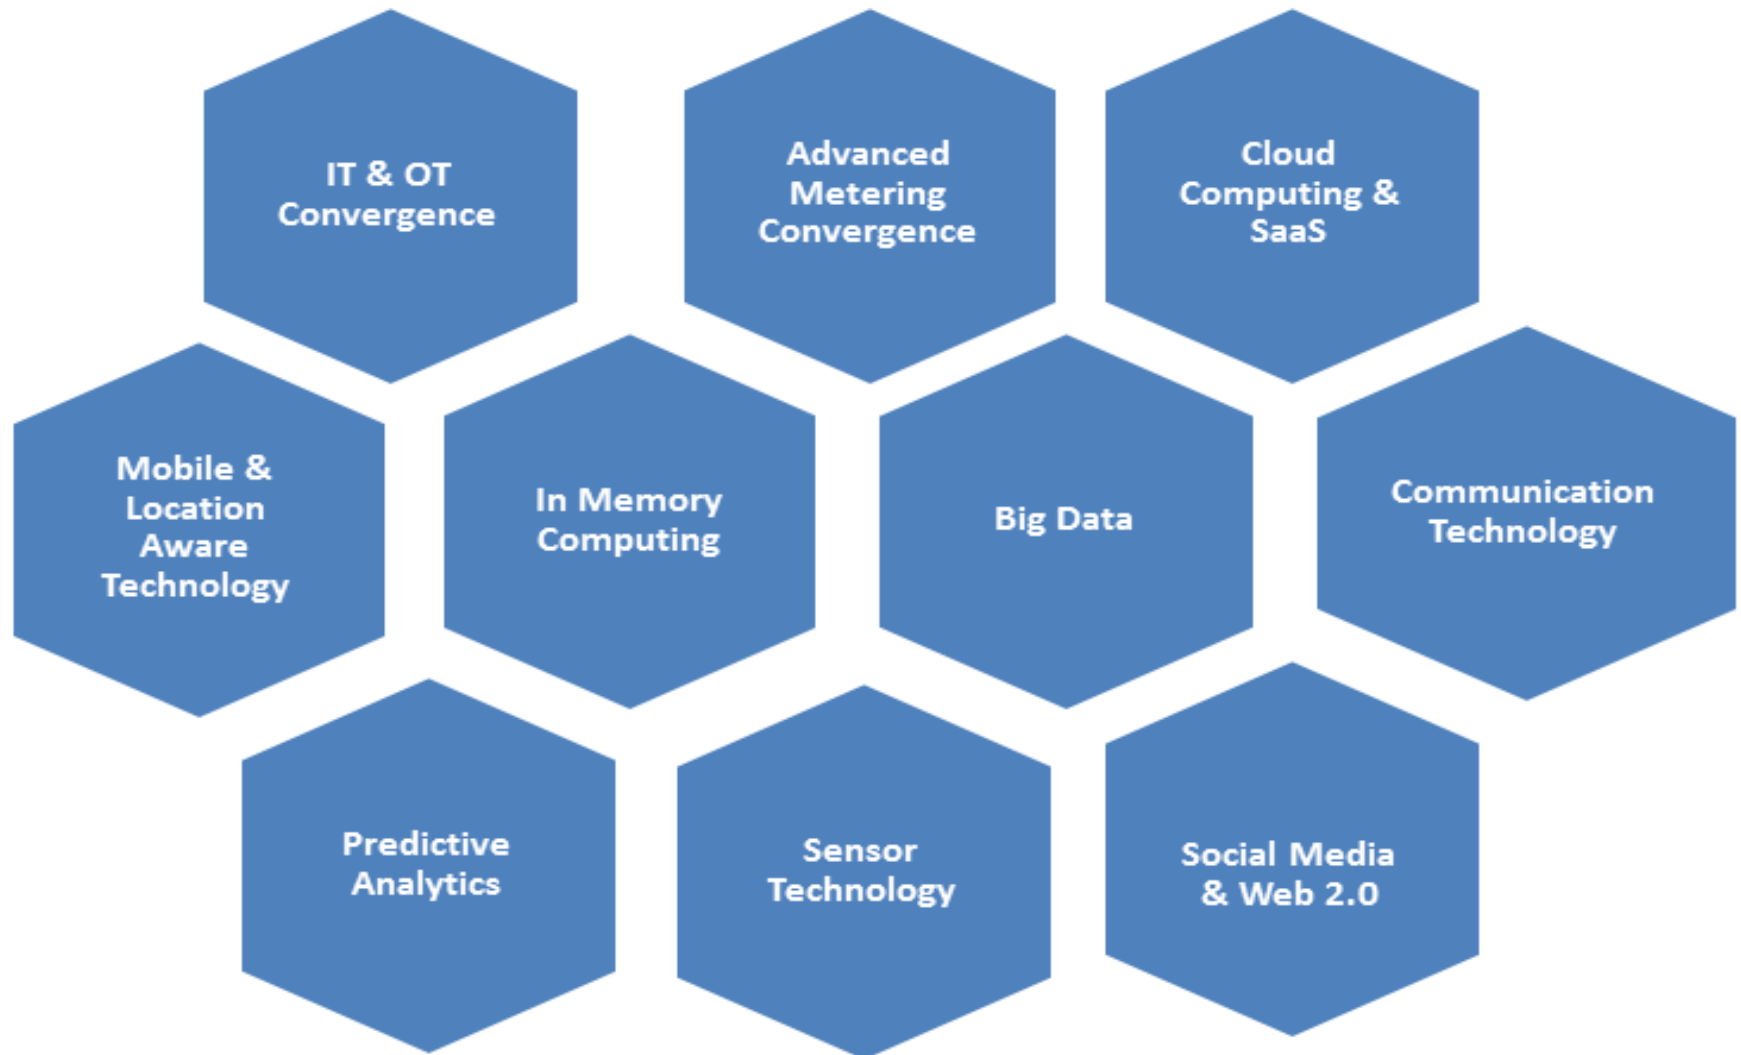 IT & OT
Convergence
Advanced
Metering
Convergence
Cloud
Computing &
SaaS
Mobile &
Location
Aware
Technology
In Memory
Computing
Big Data
Communication
Technology
Predictive
Analytics
Sensor
Technology
Social Media
& Web 2.0